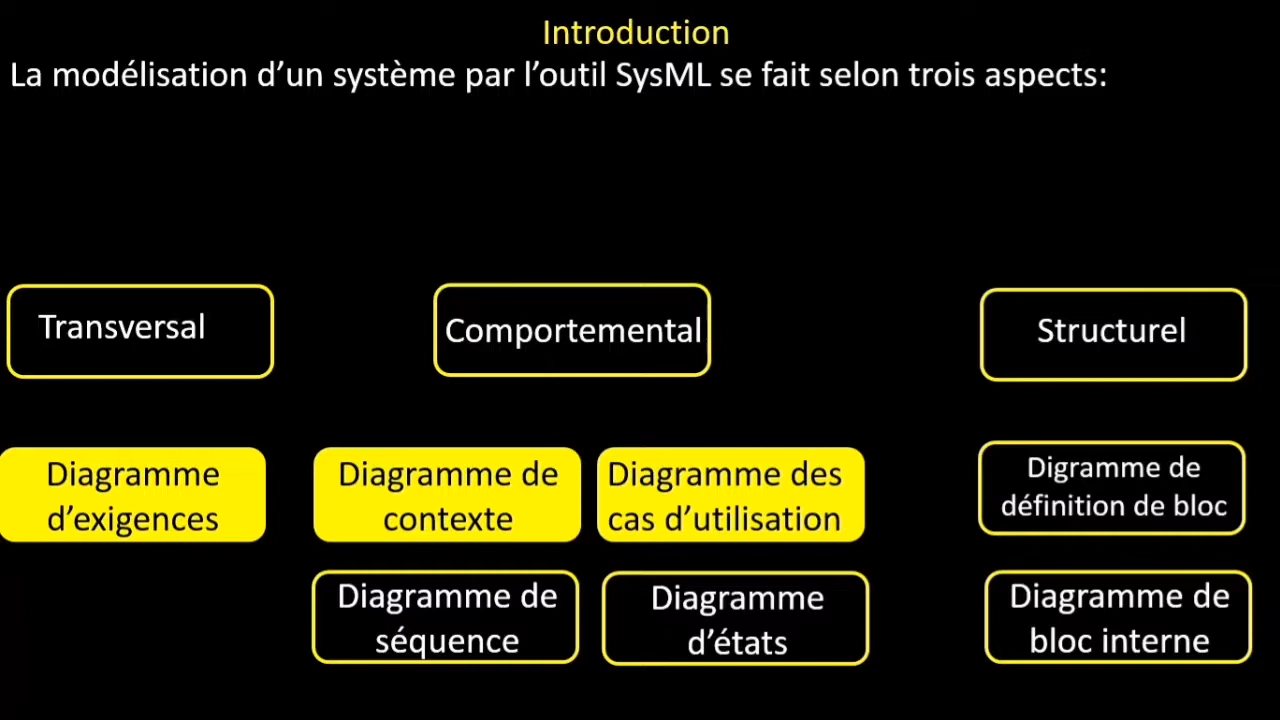 Introduction
La modélisation d’un système par l’outil SysML se fait selon trois aspects:
Transversal
Comportemental
Structurel
Diagramme
d’exigences
Diagramme de
contexte
Diagramme des
cas d’utilisation
Digramme de
définition de bloc
Diagramme de
séquence
Diagramme
d’états
Diagramme de
bloc interne